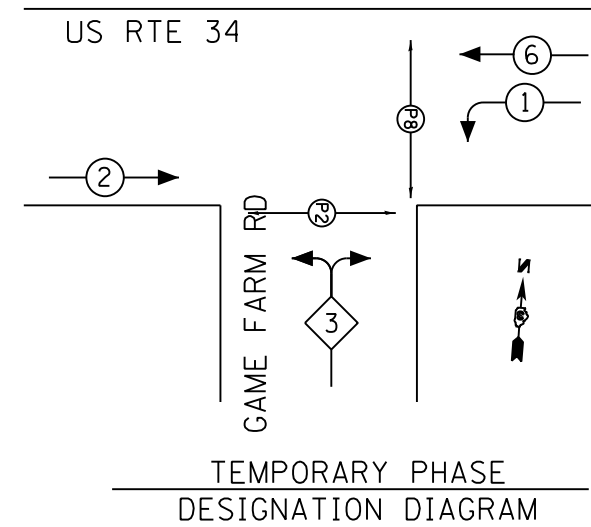 US RTE 34
6
1
P8
2
P2
GAME FARM RD
3
N
TEMPORARY PHASE
DESIGNATION DIAGRAM